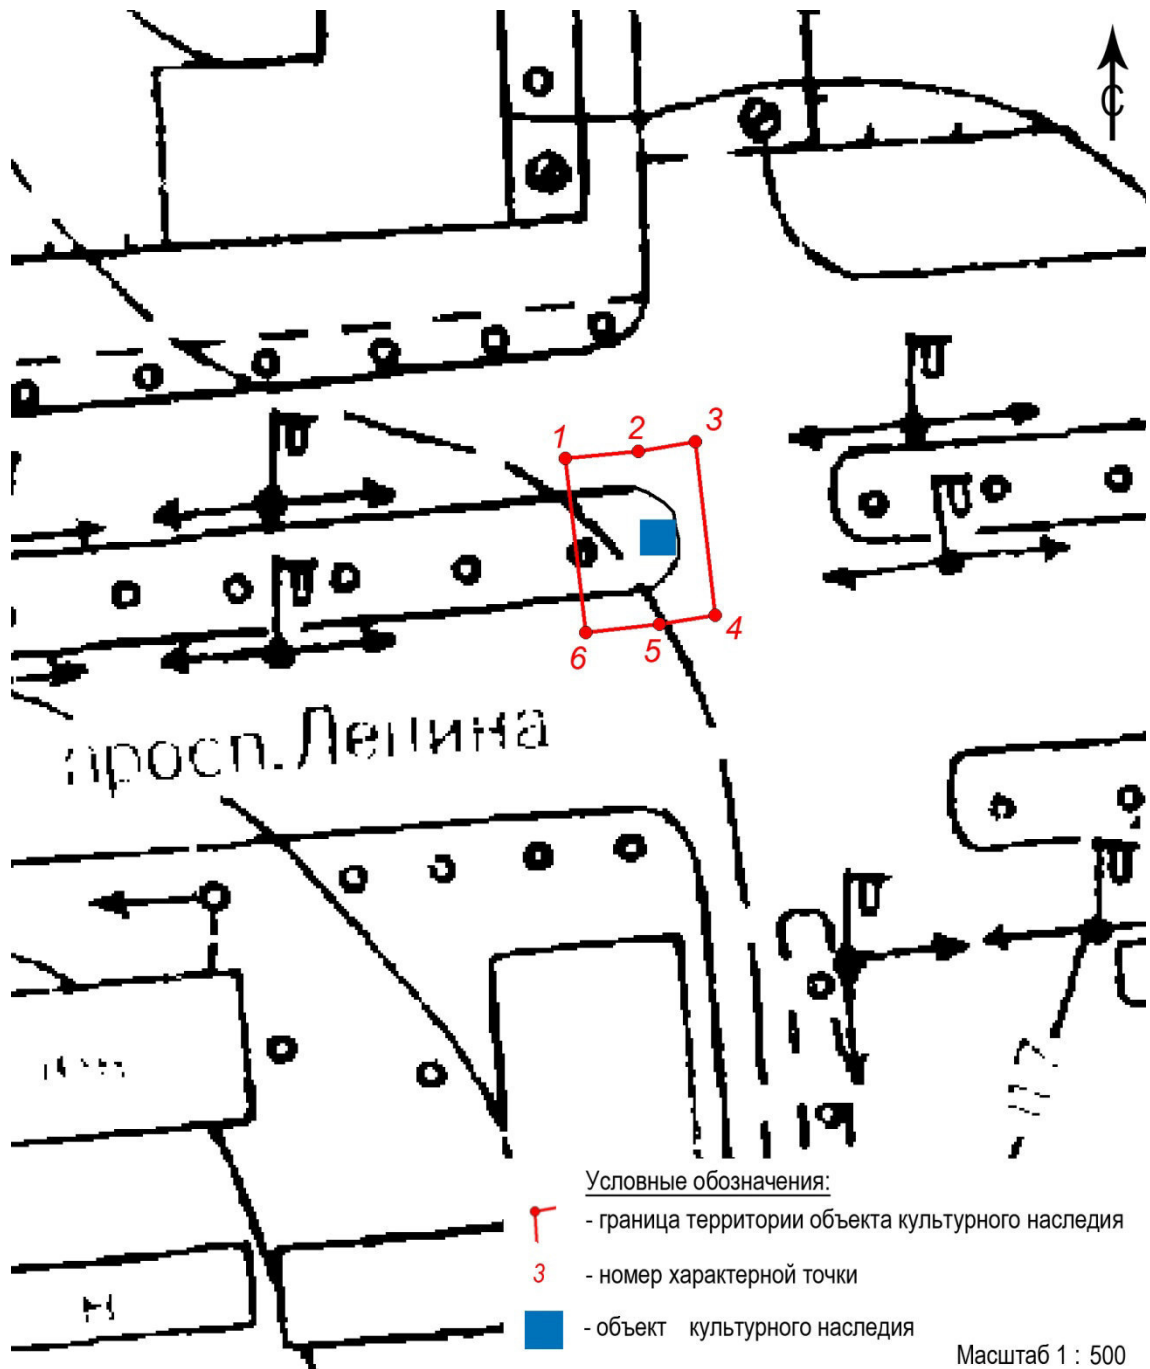 С
1
2
3
4
5
6
просп. Ленина
Условные обозначения:
- граница территории объекта культурного наследия
3 - номер характерной точки
- объект культурного наследия
Масштаб 1 : 500